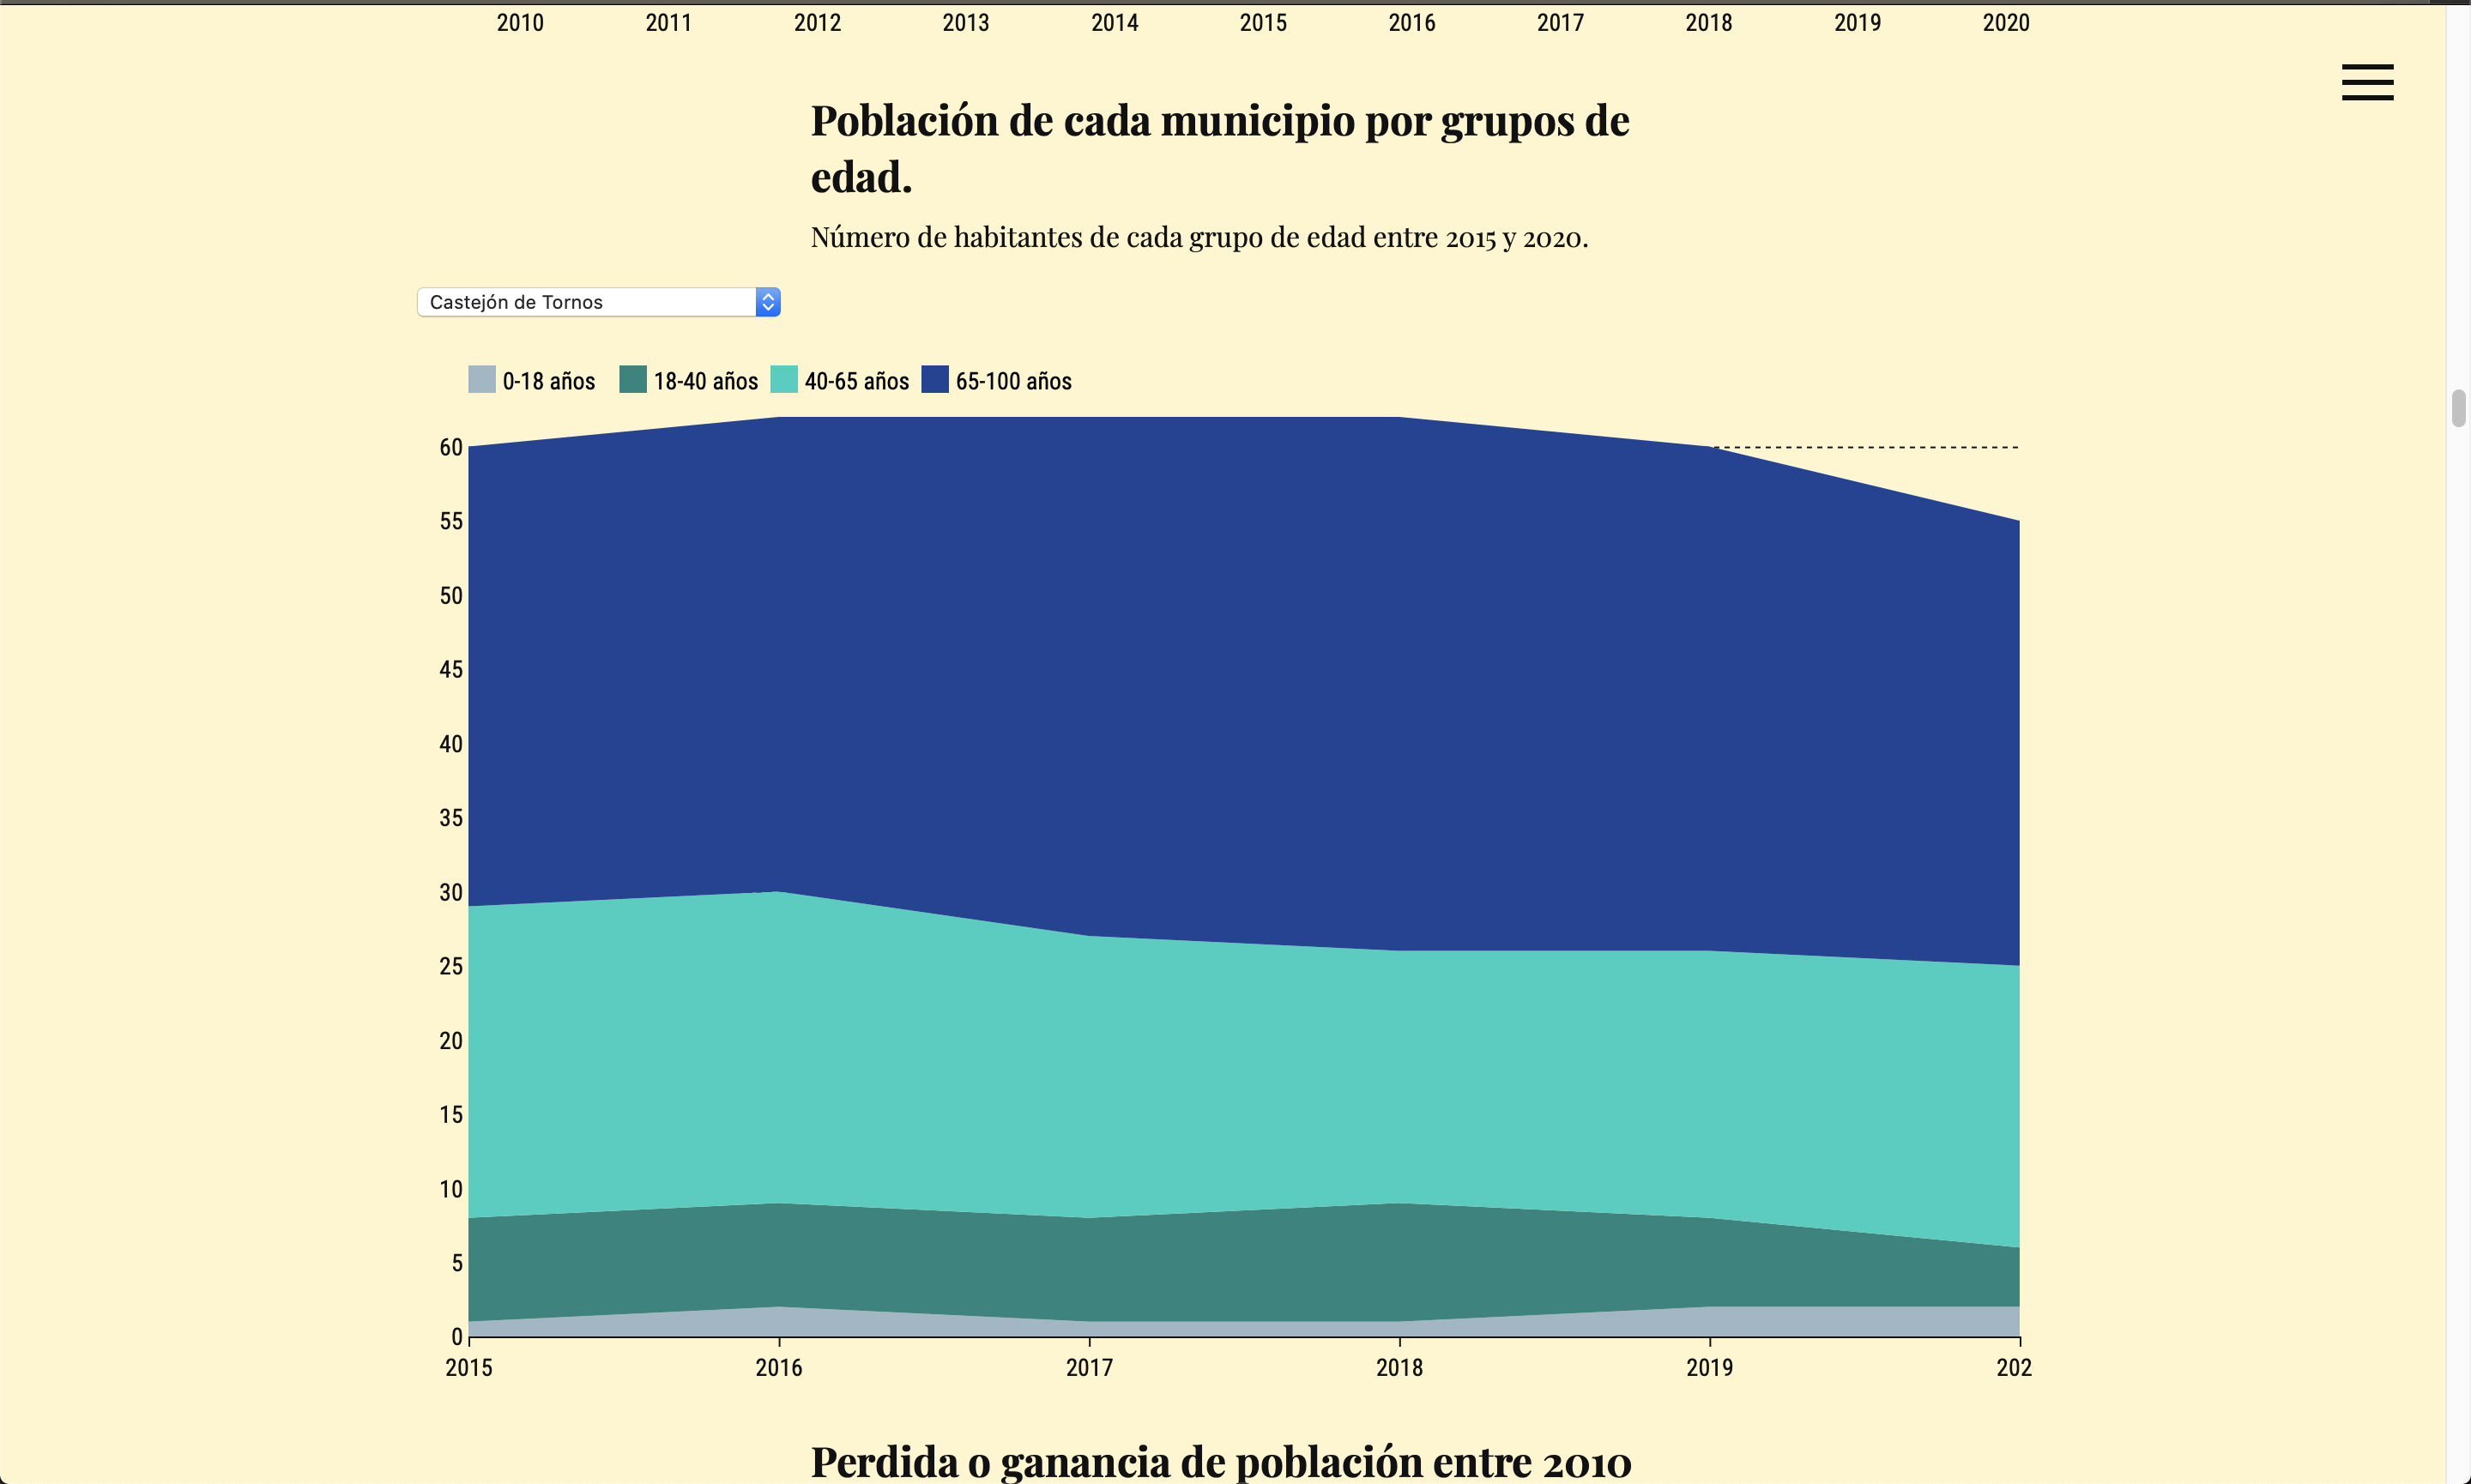 2010 2011 2012 2013 2014 2015 2016 2017 2018 2019 2020
Población de cada municipio por grupos de
edad.
Número de habitantes de cada grupo de edad entre 2015 y 2020.
Castejón de Tornos
0-18 años 18-40 años 40-65 años 65-100 años
60
55
50
45
40
35
30
25
20
15
10
5
0
2015 2016 2017 2018 2019 202
Perdida o ganancia de población entre 2010